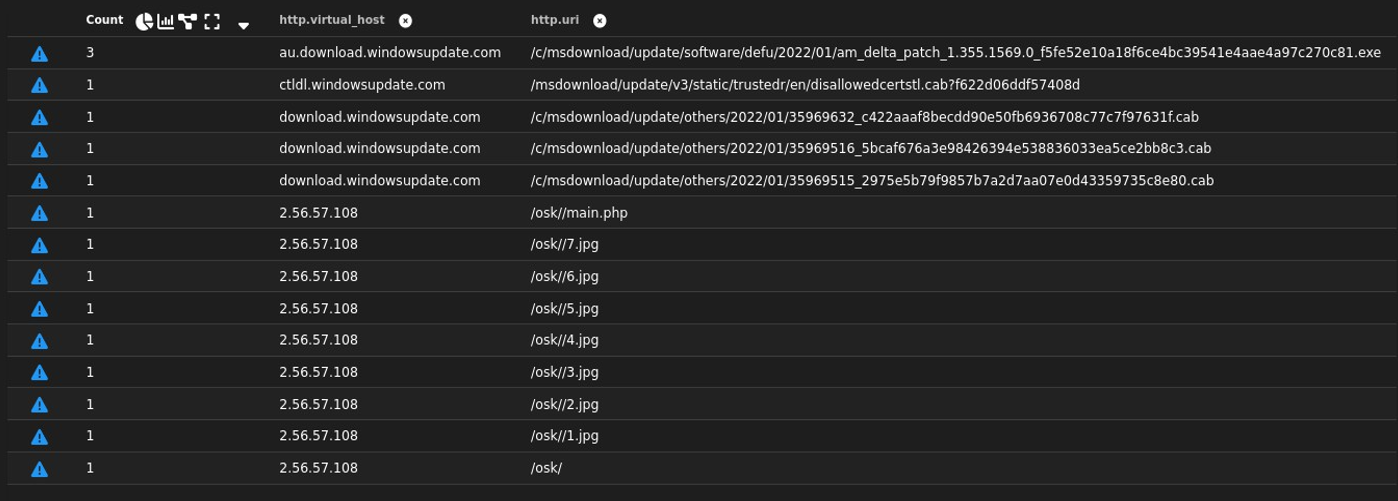 Count http.virtual_host http.uri
3 au.download.windowsupdate.com /c/msdownload/update/software/defu/2022/01/am_delta_patch_1.355.1569.0_f5fe52e10a18f6ce4bc39541e4aae4a97c270c81.exe
1 ctldl.windowsupdate.com /msdownload/update/v3/static/trustedr/en/disallowedcertstl.cab?f622d06ddf57408d
1 download.windowsupdate.com /c/msdownload/update/others/2022/01/35969632_c422aaaf8becdd90e50fb6936708c77c7f97631f.cab
1 download.windowsupdate.com /c/msdownload/update/others/2022/01/35969516_5bcaf676a3e98426394e538836033ea5ce2bb8c3.cab
1 download.windowsupdate.com /c/msdownload/update/others/2022/01/35969515_2975e5b79f9857b7a2d7aa07e0d43359735c8e80.cab
1 2.56.57.108 /osk//main.php
1 2.56.57.108 /osk//7.jpg
1 2.56.57.108 /osk//6.jpg
1 2.56.57.108 /osk//5.jpg
1 2.56.57.108 /osk//4.jpg
1 2.56.57.108 /osk//3.jpg
1 2.56.57.108 /osk//2.jpg
1 2.56.57.108 /osk//1.jpg
1 2.56.57.108 /osk/